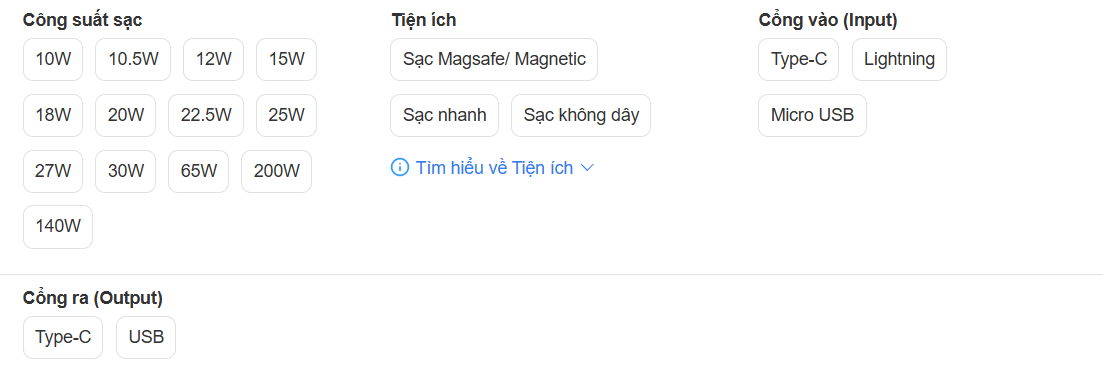 Công suất sạc
10W 10.5W 12W 15W
18W 20W 22.5W 25W
27W 30W 65W 200W
140W
Tiện ích
Sạc Magsafe/ Magnetic
Sạc nhanh Sạc không dây
Tìm hiểu về Tiện ích
Cổng vào (Input)
Type-C Lightning
Micro USB
Cổng ra (Output)
Type-C USB